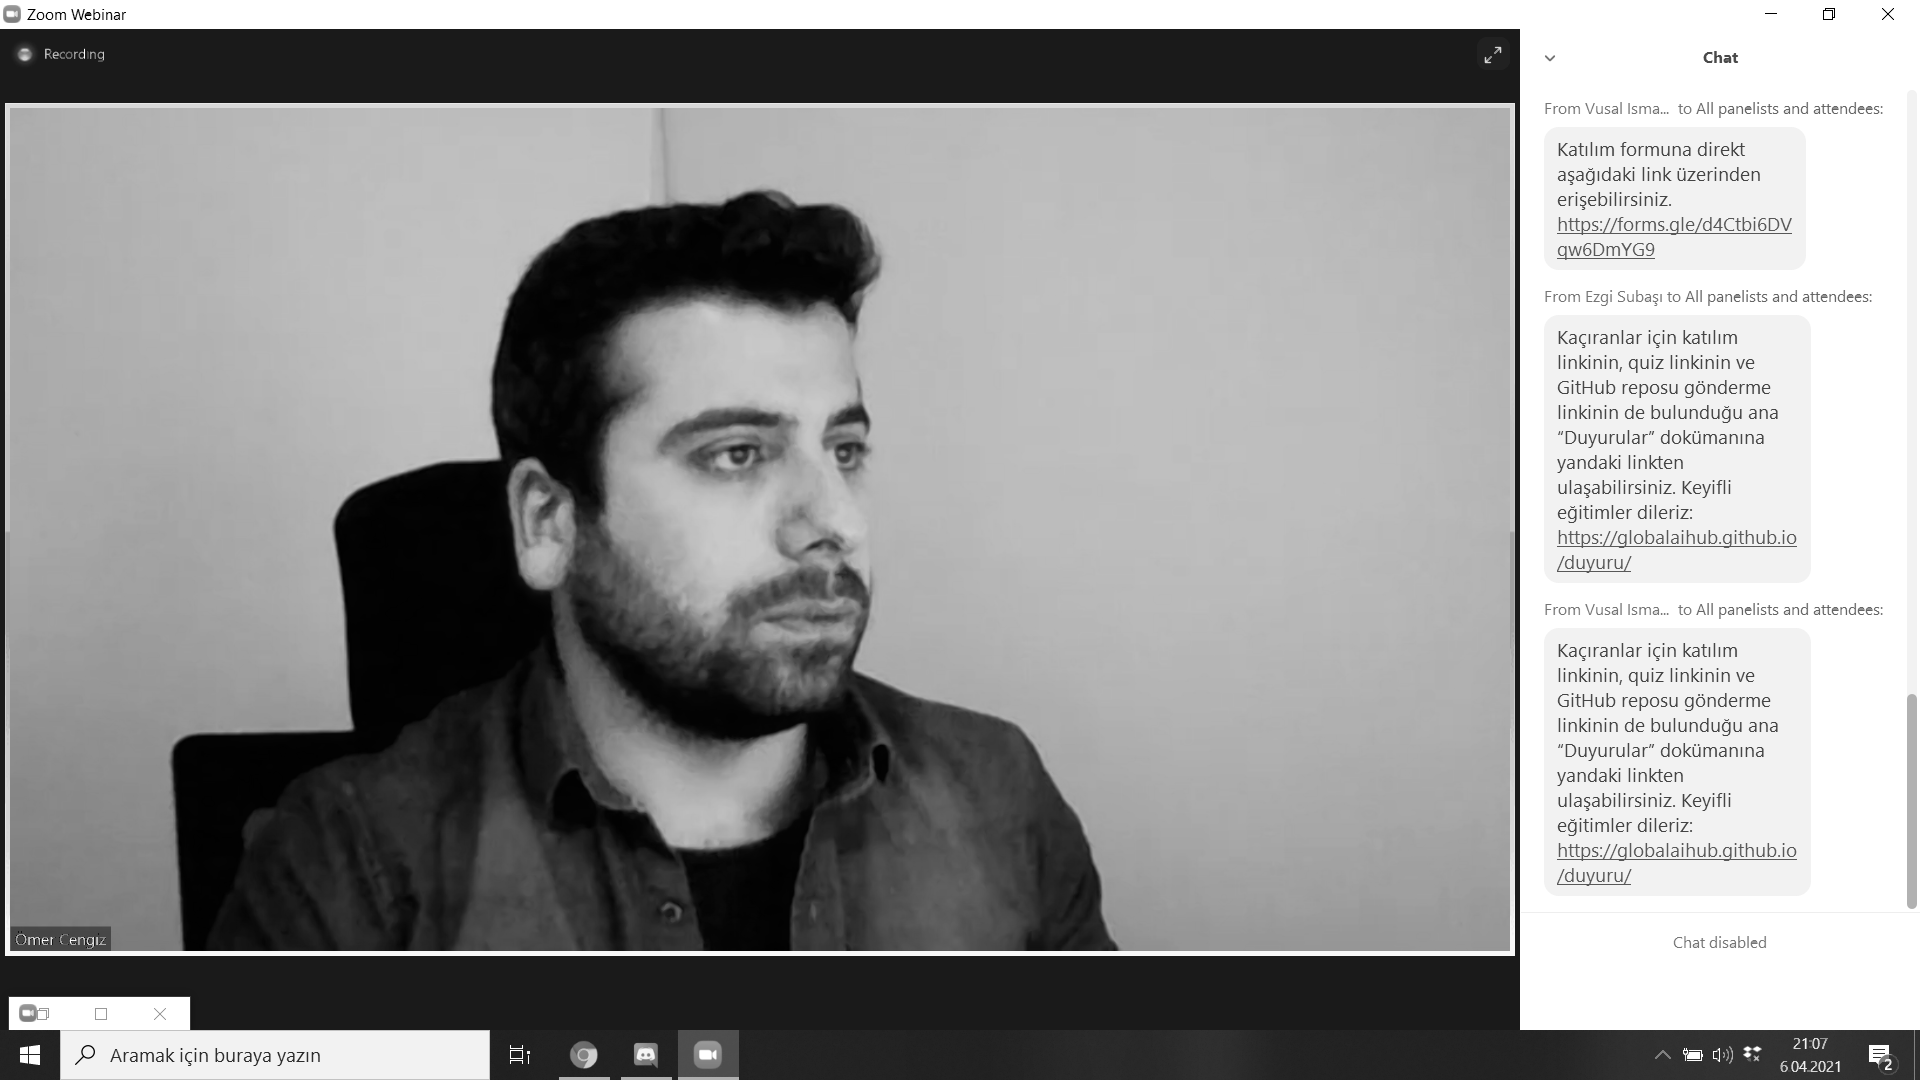 Zoom Webinar
Recording
Ömer Cengiz
Chat
From Vusal Isma... to All panelists and attendees:
Katılım formuna direkt
aşağıdaki link üzerinden
erişebilirsiniz.
https://forms.gle/d4Ctbi6DV
qw6DmYG9
From Ezgi Subaşı to All panelists and attendees:
Kaçıranlar için katılım
linkinin, quiz linkinin ve
GitHub reposu gönderme
linkinin de bulunduğu ana
“Duyurular” dokümanına
yandaki linkten
ulaşabilirsiniz. Keyifli
eğitimler dileriz:
https://globalaihub.github.io
/duyuru/
From Vusal Isma... to All panelists and attendees:
Kaçıranlar için katılım
linkinin, quiz linkinin ve
GitHub reposu gönderme
linkinin de bulunduğu ana
“Duyurular” dokümanına
yandaki linkten
ulaşabilirsiniz. Keyifli
eğitimler dileriz:
https://globalaihub.github.io
/duyuru/
Chat disabled
Aramak için buraya yazın
21:07
6.04.2021
2